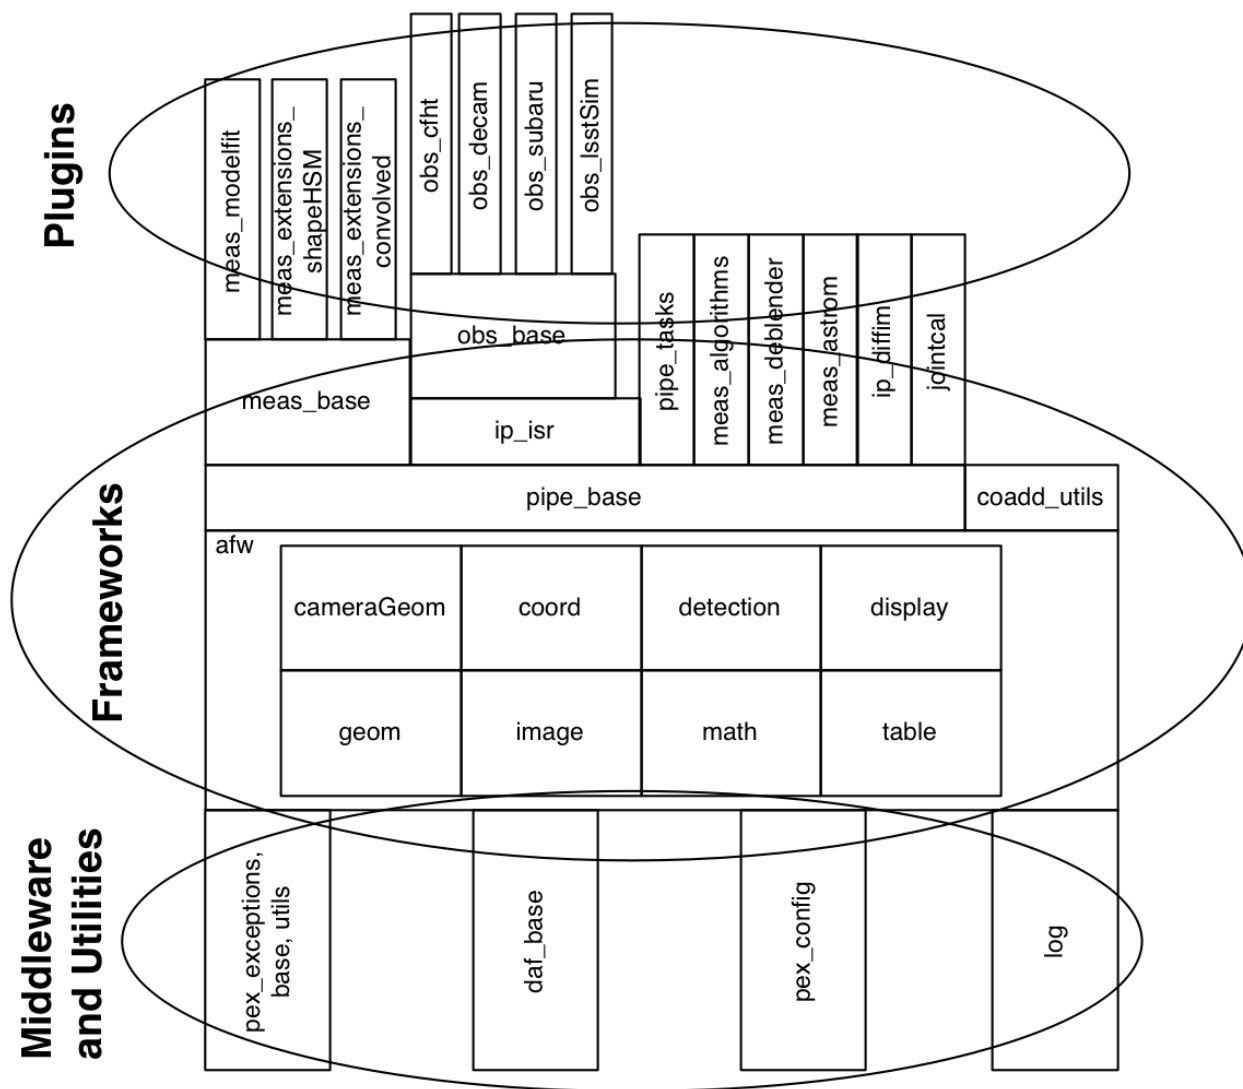 Plugins
meas_modelfit
meas_extensions_
shapeHSM
meas_extensions_
convolved
obs_cfht
obs_decam
obs_subaru
obs_lsstSim
obs_base
meas_base
ip_isr
pipe_tasks
meas_algorithms
meas_deblender
meas_astrom
ip_diffim
jointcal
Frameworks
pipe_base
coadd_utils
afw
cameraGeom
coord
detection
display
geom
image
math
table
Middleware
and Utilities
pex_exceptions,
base, utils
daf_base
pex_config
log